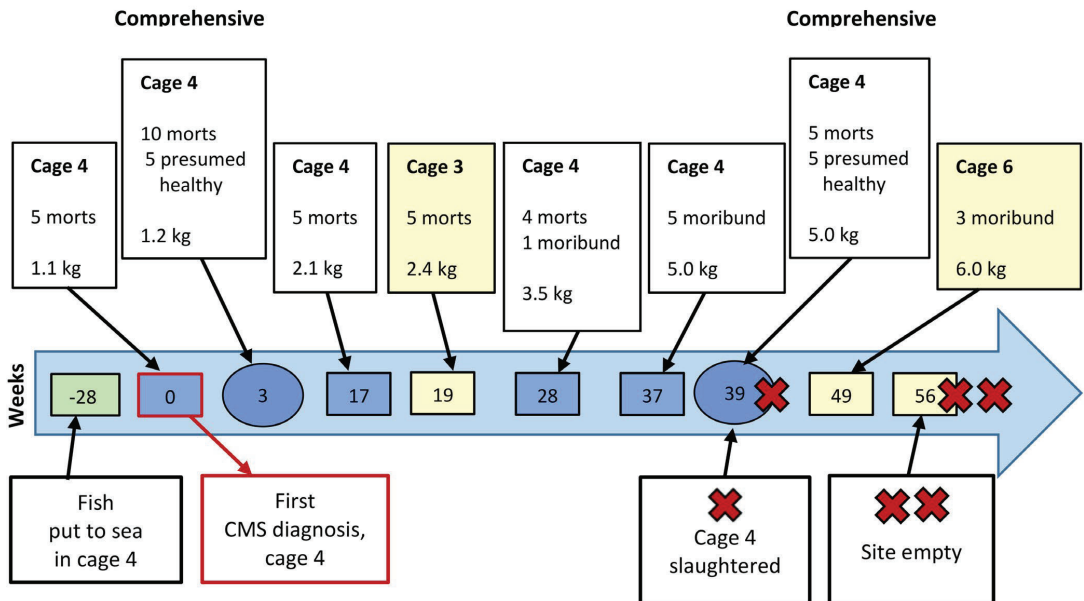 Comprehensive
Comprehensive
Cage 4
5 morts
1.1 kg
Cage 4
10 morts
5 presumed
healthy
1.2 kg
Cage 4
5 morts
2.1 kg
Cage 3
5 morts
2.4 kg
Cage 4
4 morts
1 moribund
3.5 kg
Cage 4
5 moribund
5.0 kg
Cage 4
5 morts
5 presumed
healthy
5.0 kg
Cage 6
3 moribund
6.0 kg
Weeks
-28
0
3
17
19
28
37
39
49
56
Fish
put to sea
in cage 4
First
CMS diagnosis,
cage 4
Cage 4
slaughtered
Site empty